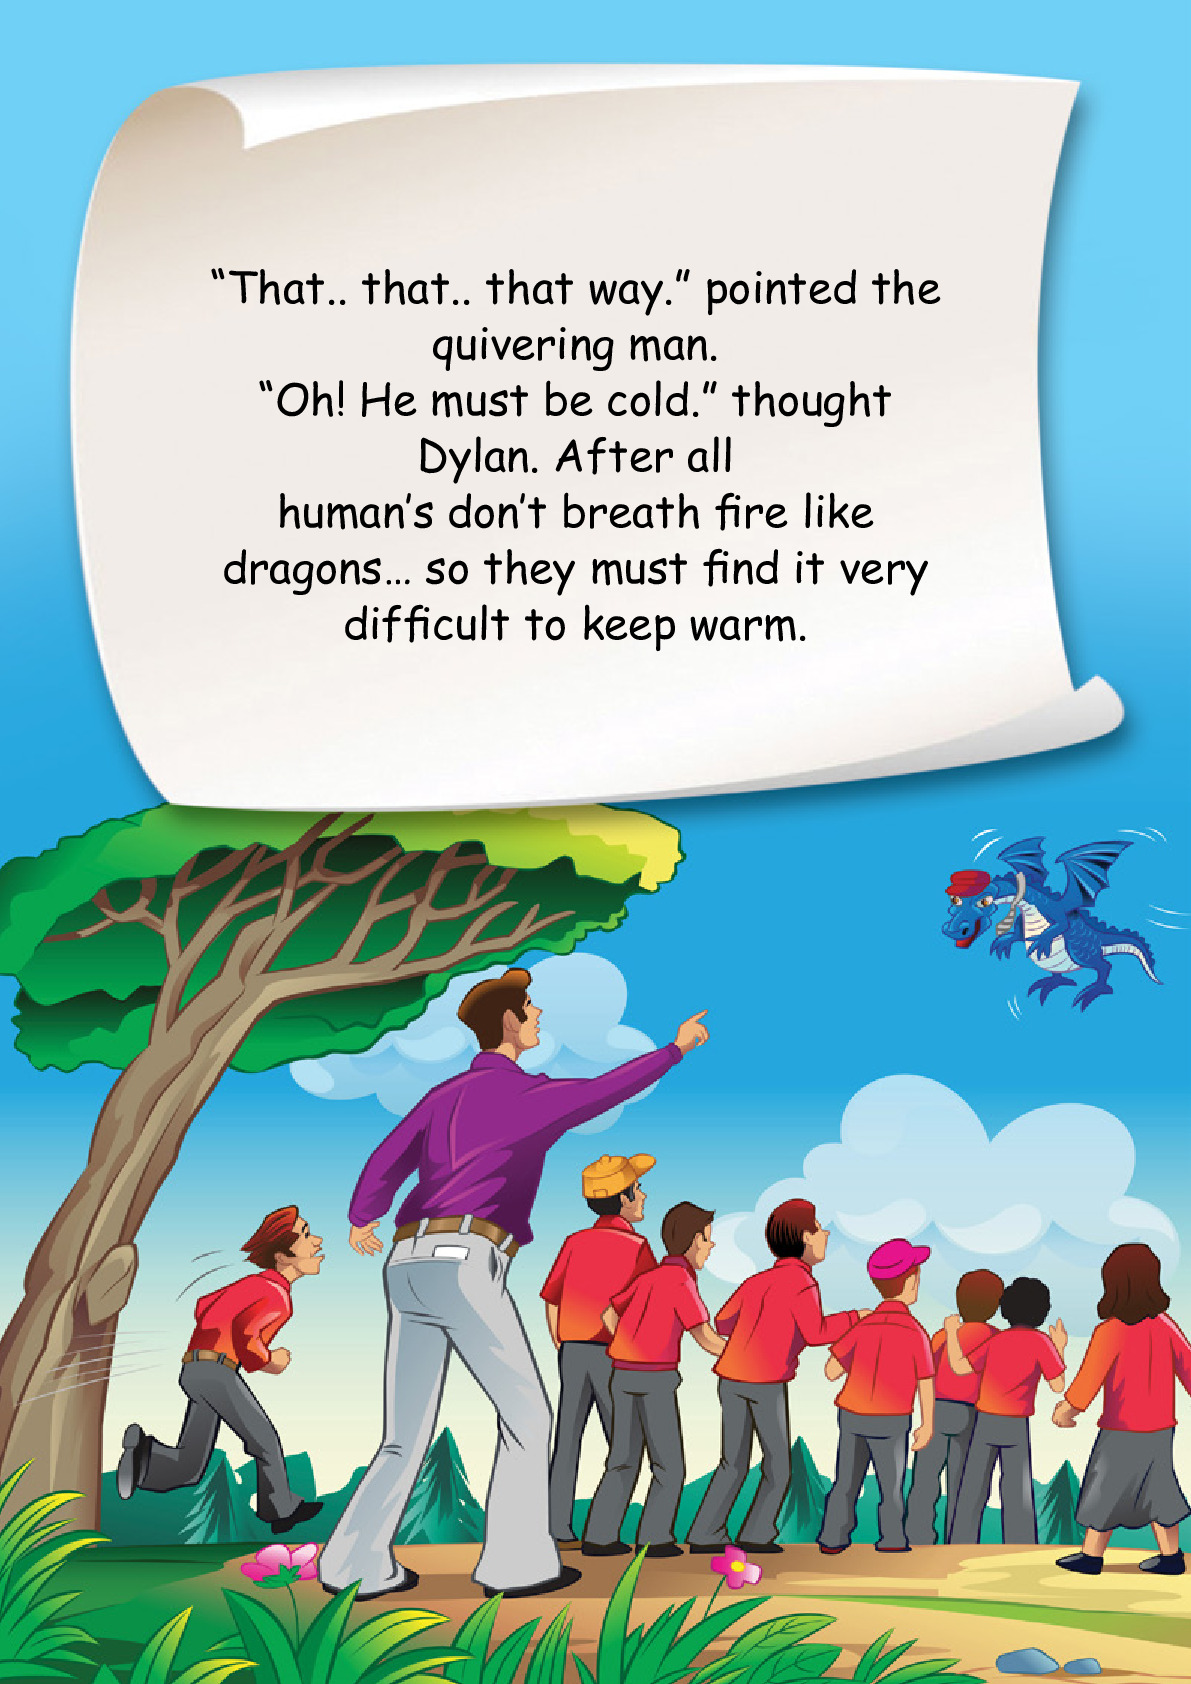 “That.. that.. that way.” pointed the
quivering man.
“Oh! He must be cold.” thought
Dylan. After all
human’s don’t breath fire like
dragons... so they must find it very
difficult to keep warm.